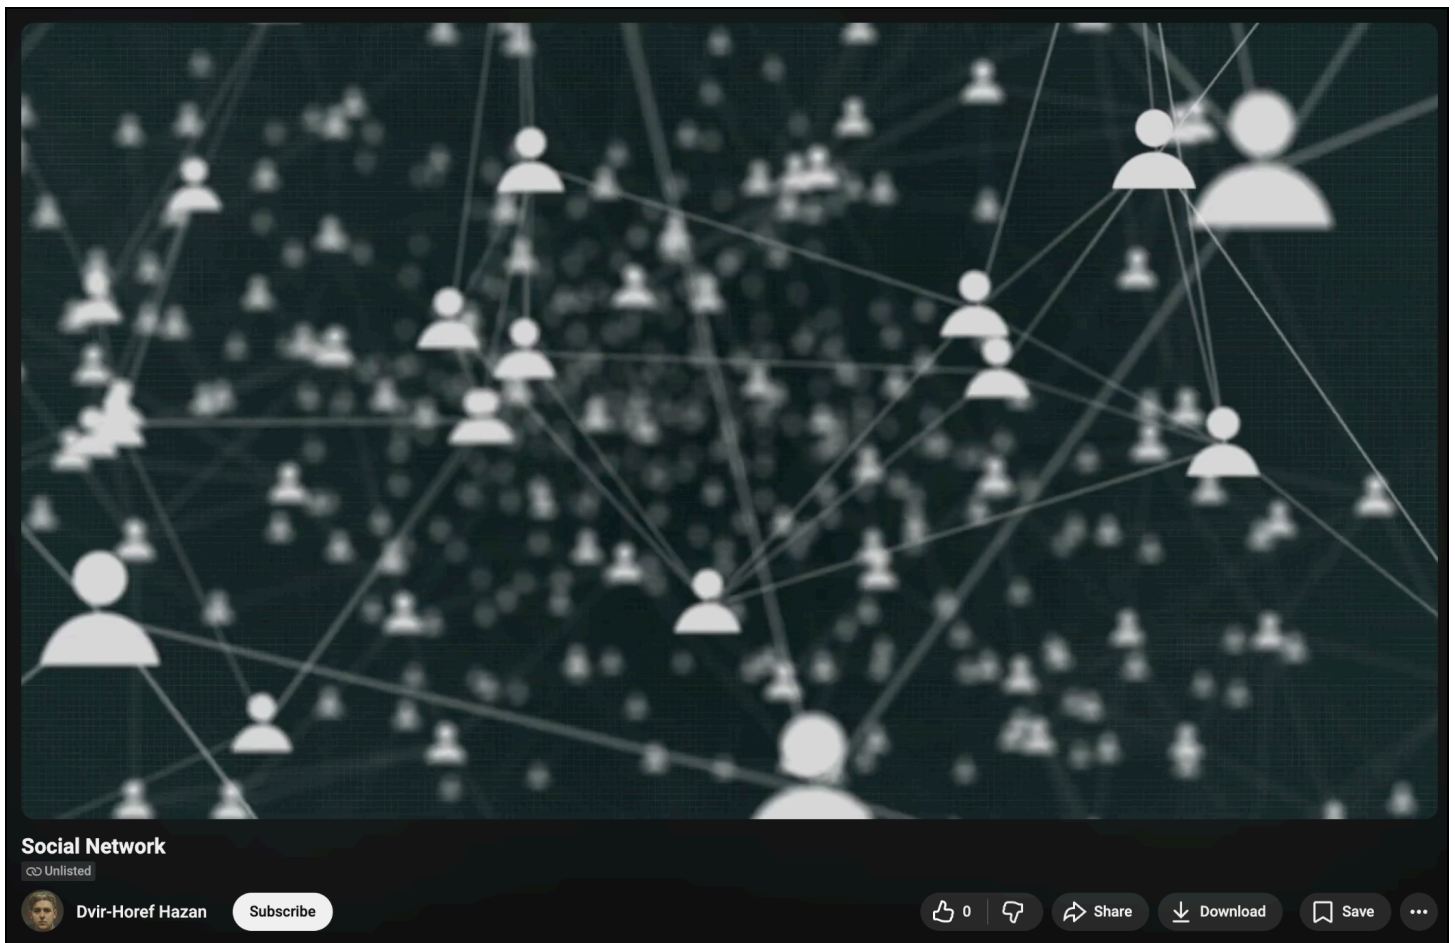 Social Network
Unlisted
Dvir-Horef Hazan
Subscribe
0
Share
Download
Save